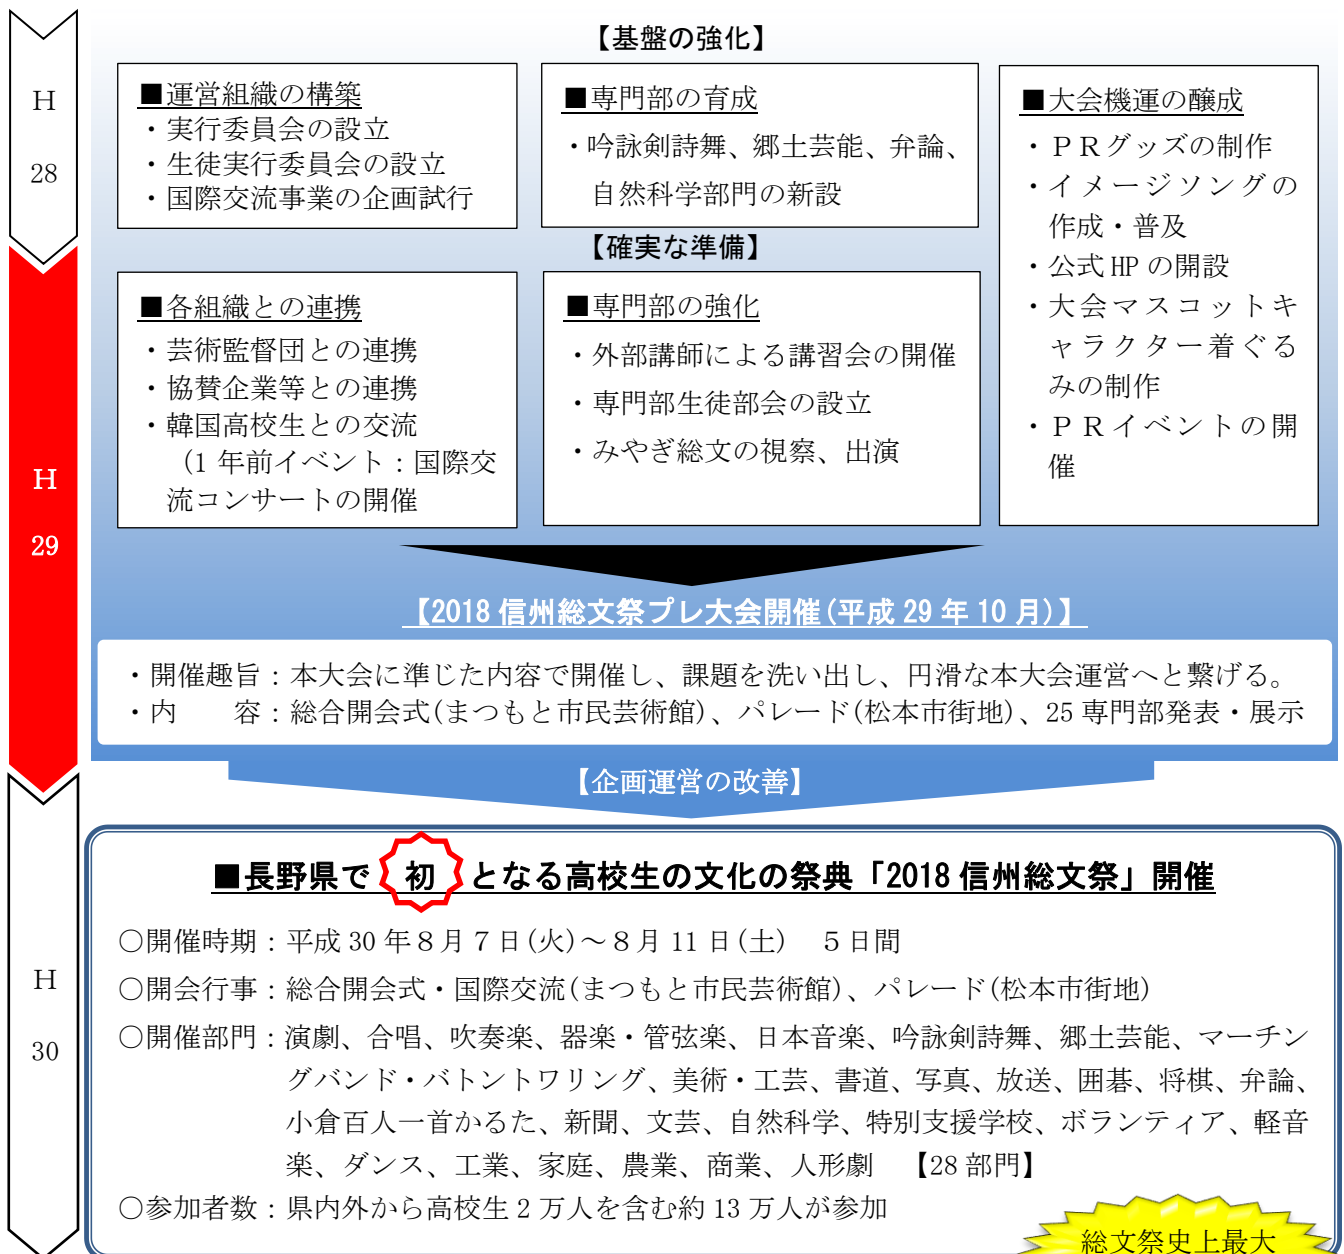 【基盤の強化】
H
28
■運営組織の構築
・実行委員会の設立
・生徒実行委員会の設立
・国際交流事業の企画試行
■専門部の育成
・吟詠剣詩舞、郷土芸能、弁論、
自然科学部門の新設
■大会機運の醸成
・ＰＲグッズの制作
・イメージソングの
作成・普及
・公式HPの開設
・大会マスコットキ
ャラクター着ぐる
みの制作
・ＰＲイベントの開
催
【確実な準備】
H
29
■各組織との連携
・芸術監督団との連携
・協賛企業等との連携
・韓国高校生との交流
(1年前イベント：国際交
流コンサートの開催
■専門部の強化
・外部講師による講習会の開催
・専門部生徒部会の設立
・みやぎ総文の視察、出演
【2018信州総文祭プレ大会開催(平成29年10月)】
・開催趣旨：本大会に準じた内容で開催し、課題を洗い出し、円滑な本大会運営へと繋げる。
・内　　容：総合開会式(まつもと市民芸術館)、パレード(松本市街地)、25専門部発表・展示
【企画運営の改善】
H
30
■長野県で 初 となる高校生の文化の祭典「2018信州総文祭」開催
○開催時期：平成30年８月７日(火)～８月11日(土)　５日間
○開会行事：総合開会式・国際交流(まつもと市民芸術館)、パレード(松本市街地)
○開催部門：演劇、合唱、吹奏楽、器楽・管弦楽、日本音楽、吟詠剣詩舞、郷土芸能、マーチン
グバンド・バトントワリング、美術・工芸、書道、写真、放送、囲碁、将棋、弁論、
小倉百人一首かるた、新聞、文芸、自然科学、特別支援学校、ボランティア、軽音
楽、ダンス、工業、家庭、農業、商業、人形劇　【28部門】
○参加者数：県内外から高校生2万人を含む約13万人が参加
総文祭史上最大